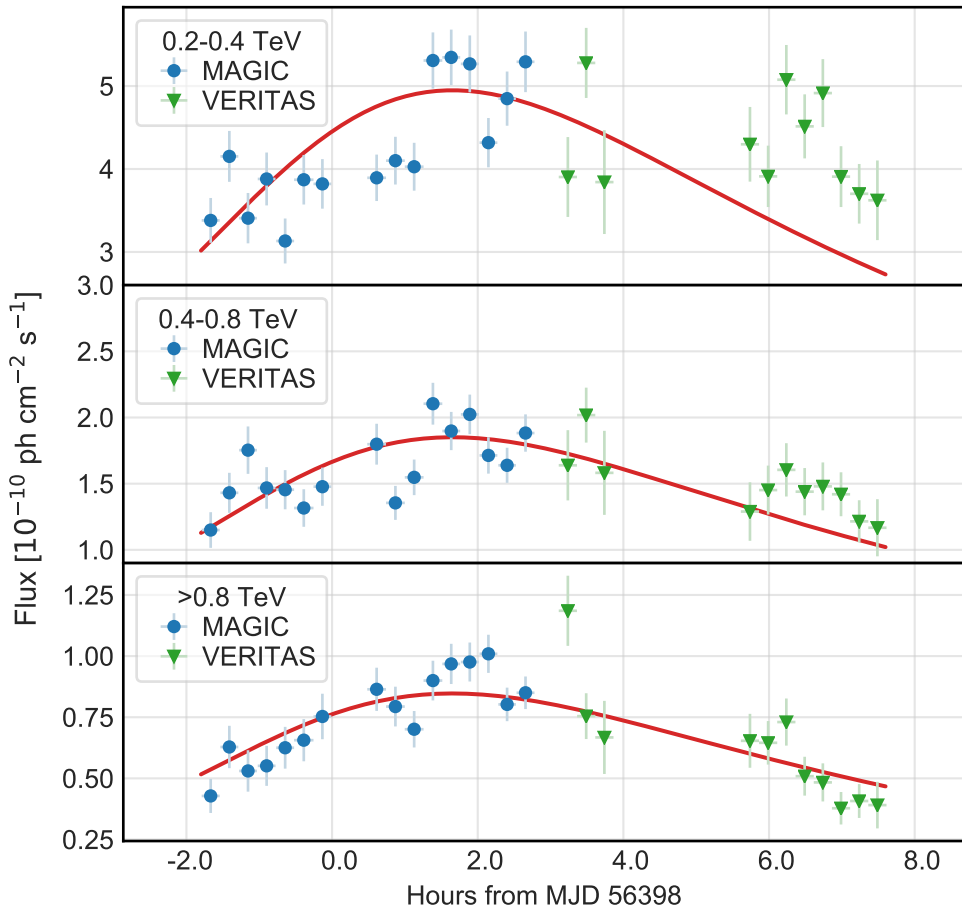 0.2-0.4 TeV
MAGIC
VERITAS
5
4
3
3.0
0.4-0.8 TeV
MAGIC
VERITAS
2.5
2.0
1.5
1.0
>0.8 TeV
MAGIC
VERITAS
1.25
1.00
0.75
0.50
0.25
Flux [10⁻¹⁰ ph cm⁻² s⁻¹]
-2.0 0.0 2.0 4.0 6.0 8.0
Hours from MJD 56398